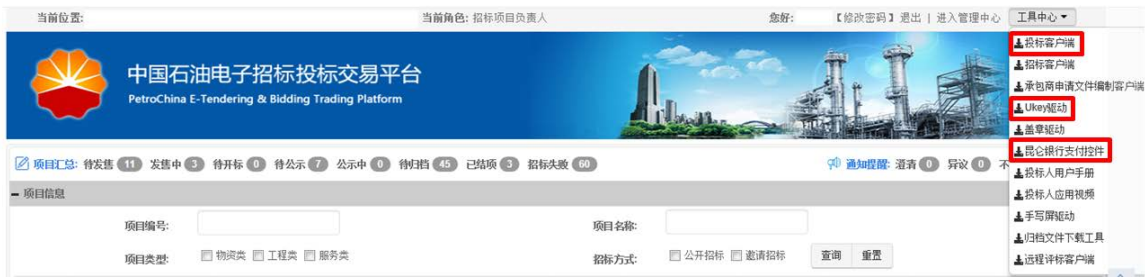 当前位置: 当前角色: 招标项目负责人 您好: 【修改密码】 退出 | 进入管理中心 工具中心
投标客户端
招标客户端
中国石油电子招标投标交易平台
承包商申请文件编制客户端
PetroChina E-Tendering & Bidding Trading Platform
Ukey驱动
盖章驱动
昆仑银行支付控件
项目汇总: 待发售 11 发售中 3 待开标 0 待公示 7 公示中 0 待归档 45 已结项 3 招标失败 60 通知提醒: 澄清 0 异议 0 不
投标人用户手册
项目信息
投标人应用视频
手写屏驱动
项目编号: 项目名称:
归档文件下载工具
项目类型: 物资类 工程类 服务类 招标方式: 公开招标 邀请招标 查询 重置
远程评标客户端